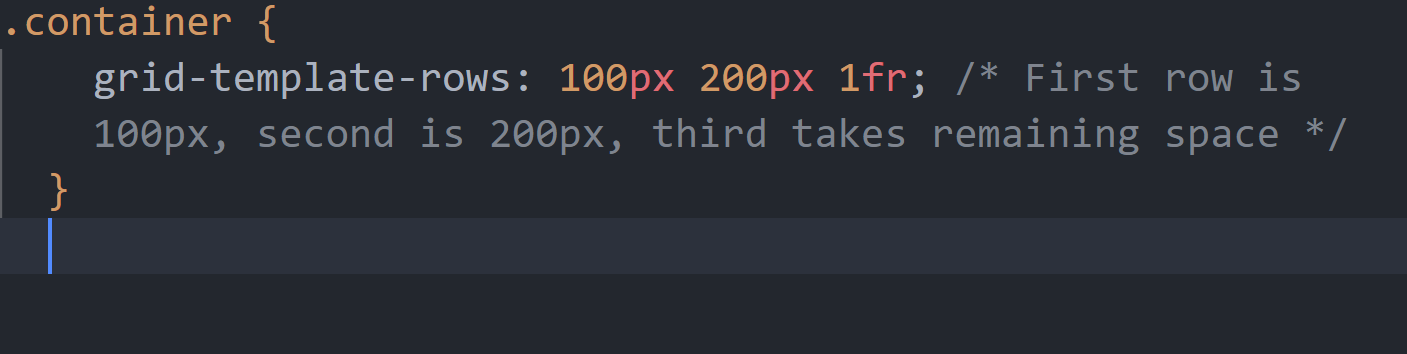 .container {
grid-template-rows: 100px 200px 1fr; /* First row is
100px, second is 200px, third takes remaining space */
}